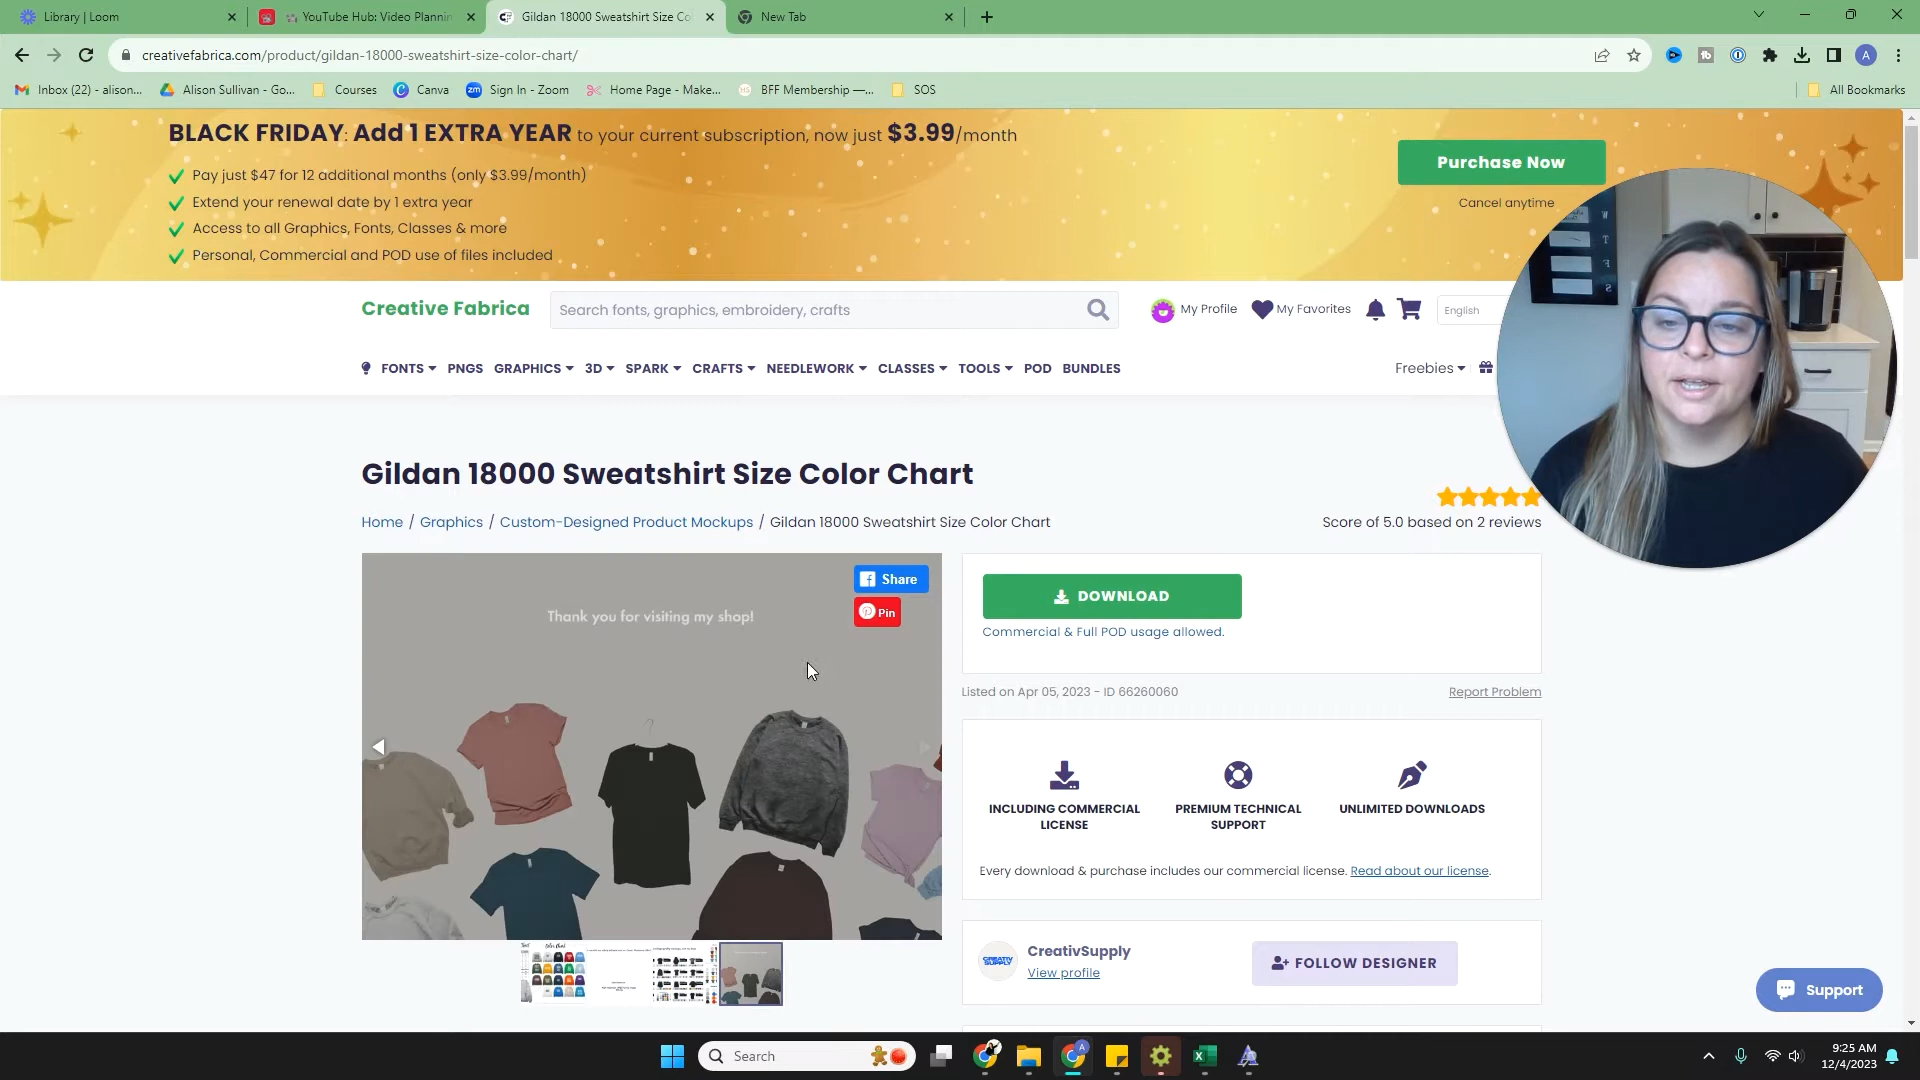 Library | Loom
YouTube Hub: Video Plannin
Gildan 18000 Sweatshirt Size Co
New Tab
creativefabrica.com/product/gildan-18000-sweatshirt-size-color-chart/
Inbox (22) - alison...
Alison Sullivan - Go...
Courses
Canva
Sign In - Zoom
Home Page - Make...
BFF Membership —...
SOS
All Bookmarks
BLACK FRIDAY: Add 1 EXTRA YEAR to your current subscription, now just $3.99/month
Pay just $47 for 12 additional months (only $3.99/month)
Extend your renewal date by 1 extra year
Access to all Graphics, Fonts, Classes & more
Personal, Commercial and POD use of files included
Purchase Now
Cancel anytime
Creative Fabrica
Search fonts, graphics, embroidery, crafts
My Profile
My Favorites
English
FONTS PNGS GRAPHICS 3D SPARK CRAFTS NEEDLEWORK CLASSES TOOLS POD BUNDLES
Freebies
Gildan 18000 Sweatshirt Size Color Chart
Home / Graphics / Custom-Designed Product Mockups / Gildan 18000 Sweatshirt Size Color Chart
Score of 5.0 based on 2 reviews
Share
Pin
Thank you for visiting my shop!
DOWNLOAD
Commercial & Full POD usage allowed.
Listed on Apr 05, 2023 - ID 66260060
Report Problem
INCLUDING COMMERCIAL
LICENSE
PREMIUM TECHNICAL
SUPPORT
UNLIMITED DOWNLOADS
Every download & purchase includes our commercial license. Read about our license.
CREATIV
SUPPLY
CreativSupply
View profile
FOLLOW DESIGNER
Support
Search
9:25 AM
12/4/2023
W
T
F
S